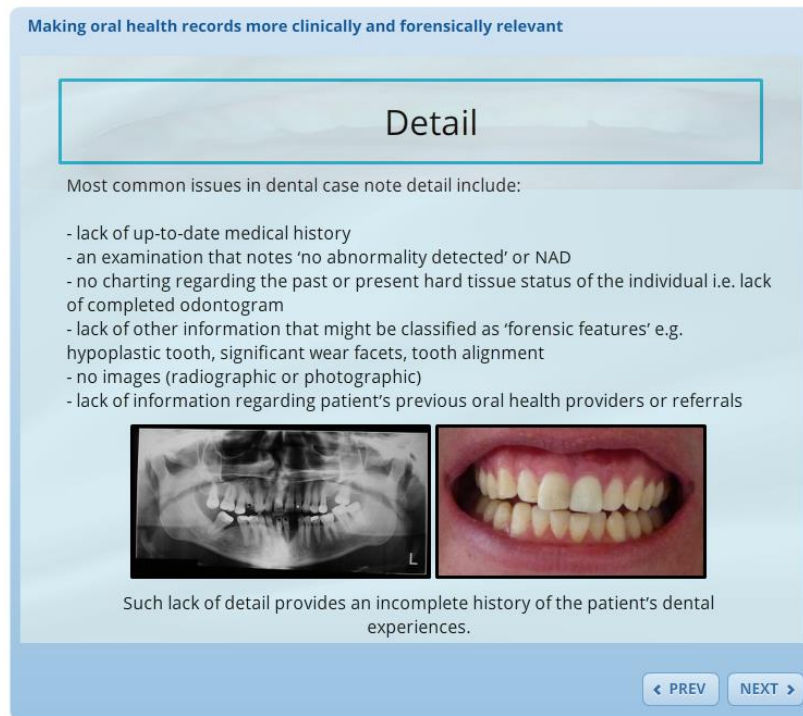 Making oral health records more clinically and forensically relevant
Detail
Most common issues in dental case note detail include:
- lack of up-to-date medical history
- an examination that notes ‘no abnormality detected’ or NAD
- no charting regarding the past or present hard tissue status of the individual i.e. lack
of completed odontogram
- lack of other information that might be classified as ‘forensic features’ e.g.
hypoplastic tooth, significant wear facets, tooth alignment
- no images (radiographic or photographic)
- lack of information regarding patient’s previous oral health providers or referrals
L
Such lack of detail provides an incomplete history of the patient’s dental
experiences.
PREV
NEXT